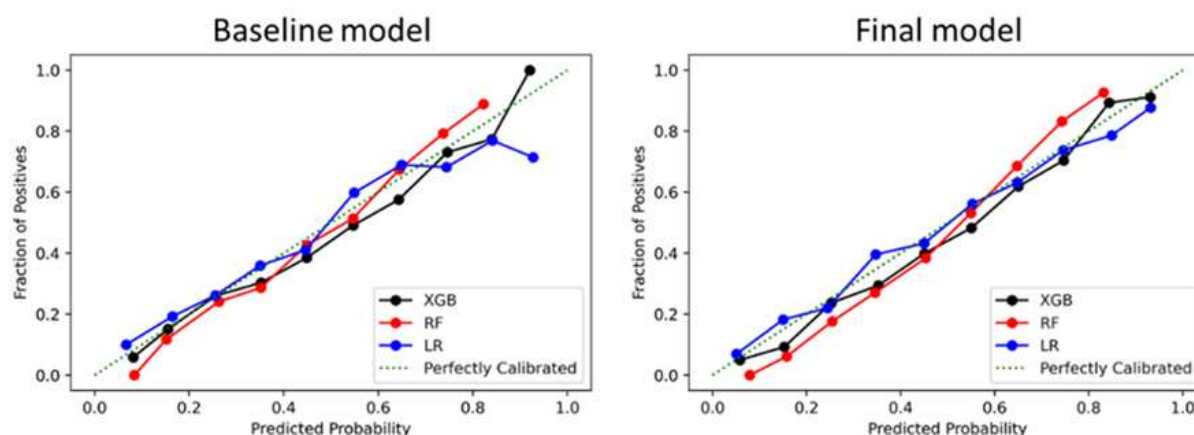 Baseline model
1.0
0.8
0.6
0.4
0.2
0.0
Fraction of Positives
XGB
RF
LR
Perfectly Calibrated
0.0 0.2 0.4 0.6 0.8 1.0
Predicted Probability
Final model
1.0
0.8
0.6
0.4
0.2
0.0
Fraction of Positives
XGB
RF
LR
Perfectly Calibrated
0.0 0.2 0.4 0.6 0.8 1.0
Predicted Probability